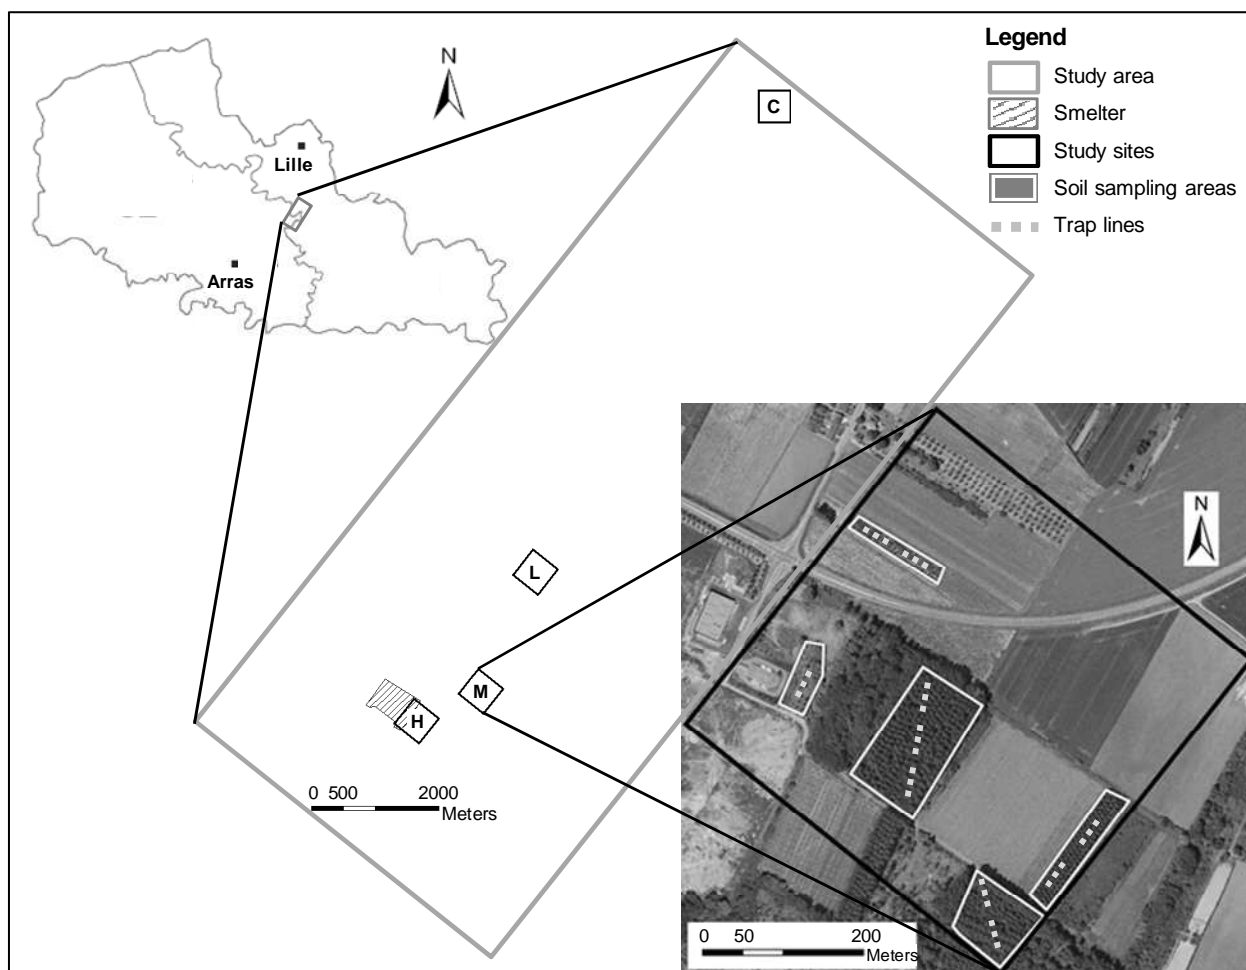 Legend
Study area
Smelter
Study sites
Soil sampling areas
Trap lines
N
Lille
Arras
C
L
M
H
0 500 2000
Meters
N
0 50 200
Meters